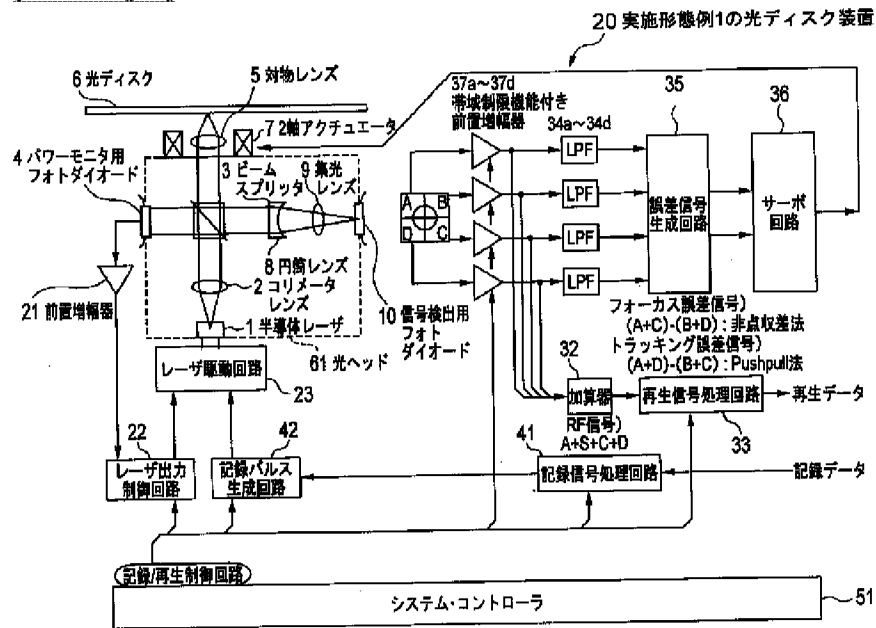 20 実施形態例1の光ディスク装置
6 光ディスク
5 対物レンズ
7 2軸アクチュエータ
4 パワーモニタ用
フォトダイオード
3 ビーム
スプリッタ
9 集光
レンズ
8 円筒レンズ
2 コリメータ
レンズ
1 半導体レーザ
61 光ヘッド
10 信号検出用
フォト
ダイオード
21 前置増幅器
レーザ駆動回路
23
22
レーザ出力
制御回路
42
記録パルス
生成回路
37a～37d
帯域制限機能付き
前置増幅器
34a～34d
LPF
LPF
LPF
LPF
A
B
D
C
35
誤差信号
生成回路
36
サーボ
回路
フォーカス誤差信号)
(A+C)-(B+D) : 非点収差法
トラッキング誤差信号)
(A+D)-(B+C) : Pushpull法
32
加算器
RF信号)
A+S+C+D
再生信号処理回路
33
再生データ
41
記録信号処理回路
記録データ
記録/再生制御回路
システム・コントローラ
51